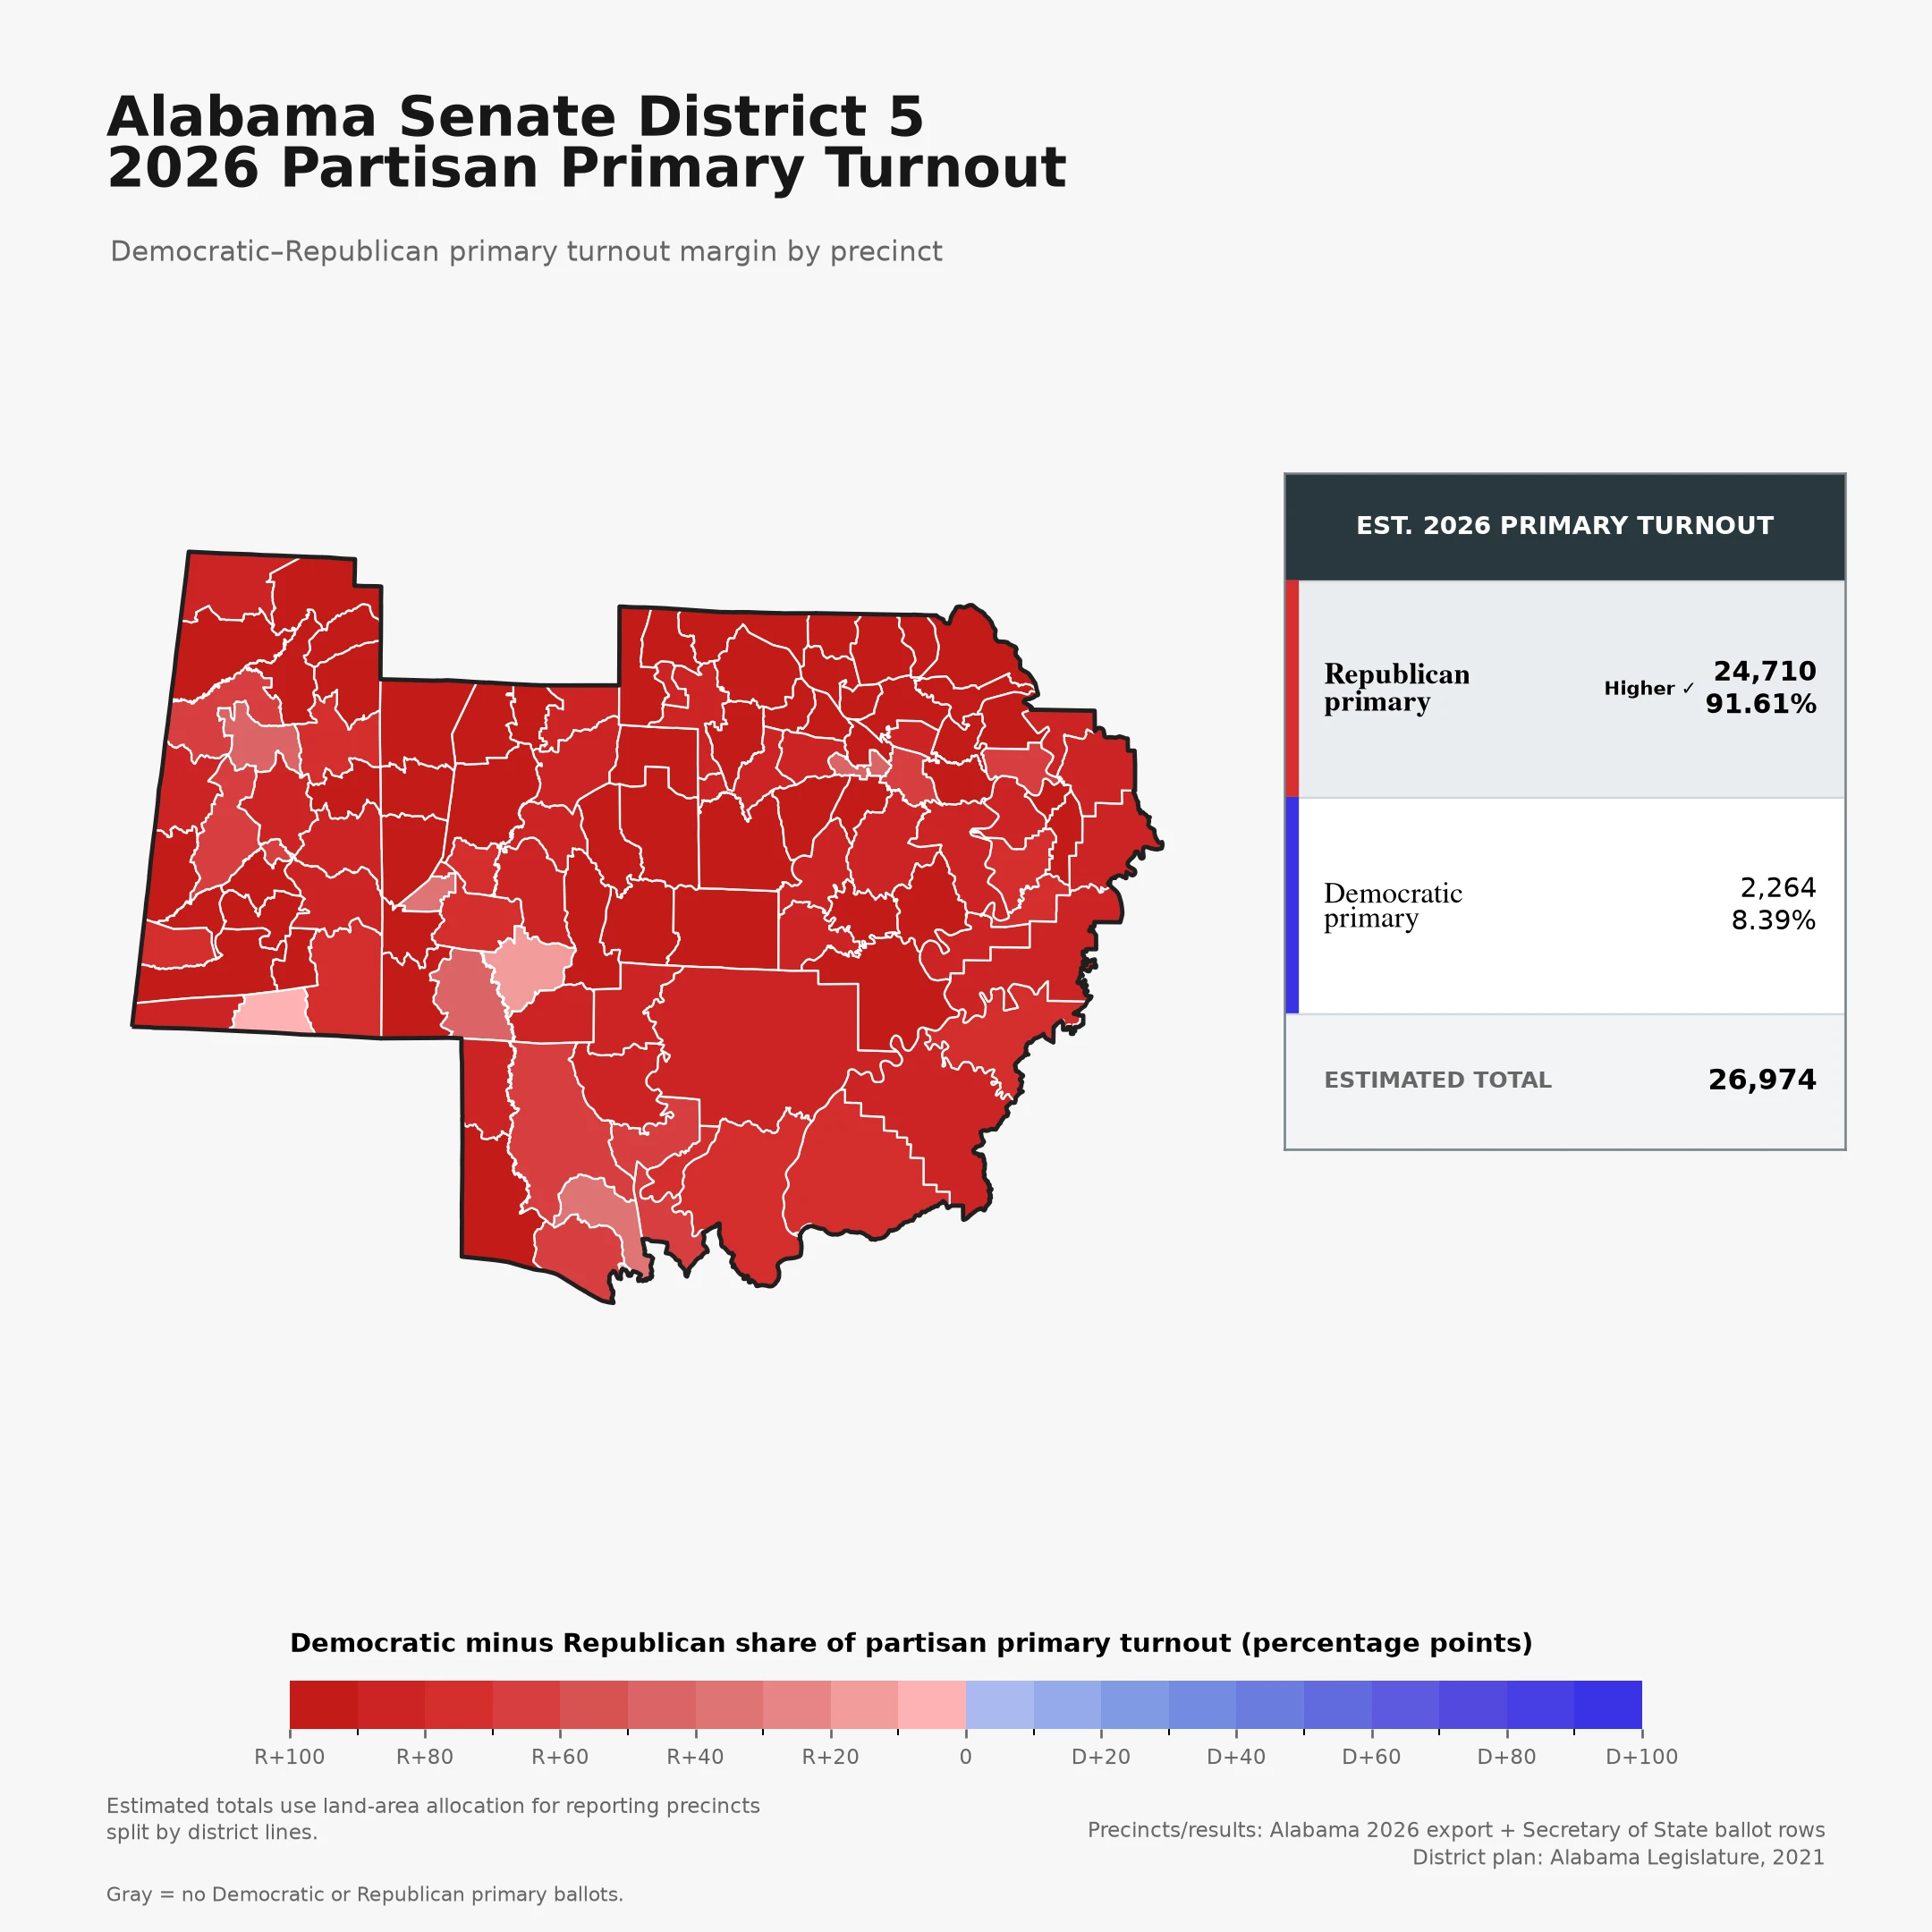 Alabama Senate District 5
2026 Partisan Primary Turnout
Democratic–Republican primary turnout margin by precinct
EST. 2026 PRIMARY TURNOUT
Republican
primary
Higher ✓
24,710
91.61%
Democratic
primary
2,264
8.39%
ESTIMATED TOTAL
26,974
Democratic minus Republican share of partisan primary turnout (percentage points)
R+100 R+80 R+60 R+40 R+20 0 D+20 D+40 D+60 D+80 D+100
Estimated totals use land-area allocation for reporting precincts
split by district lines.
Gray = no Democratic or Republican primary ballots.
Precincts/results: Alabama 2026 export + Secretary of State ballot rows
District plan: Alabama Legislature, 2021